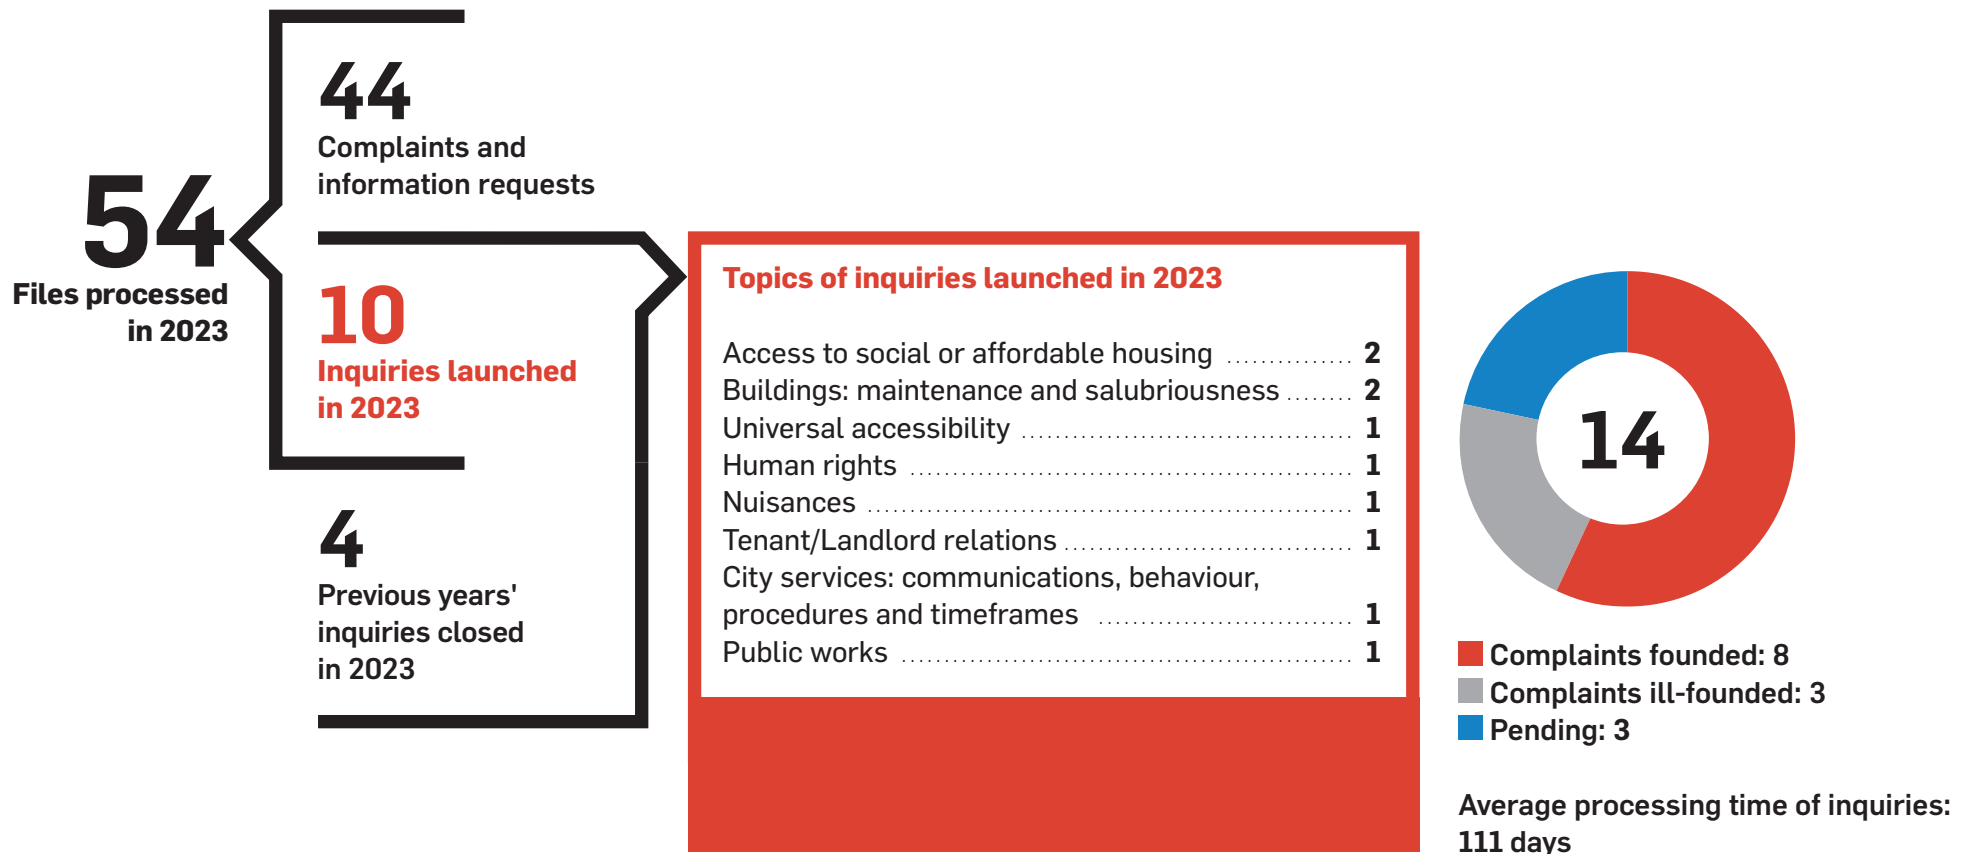 54
Files processed
in 2023
44
Complaints and
information requests
10
Inquiries launched
in 2023
4
Previous years'
inquiries closed
in 2023
Topics of inquiries launched in 2023
Access to social or affordable housing .............. 2
Buildings: maintenance and salubriousness ........ 2
Universal accessibility ...................................... 1
Human rights ................................................... 1
Nuisances ........................................................ 1
Tenant/Landlord relations ................................. 1
City services: communications, behaviour,
procedures and timeframes ............................. 1
Public works .................................................... 1
14
Complaints founded: 8
Complaints ill-founded: 3
Pending: 3
Average processing time of inquiries:
111 days